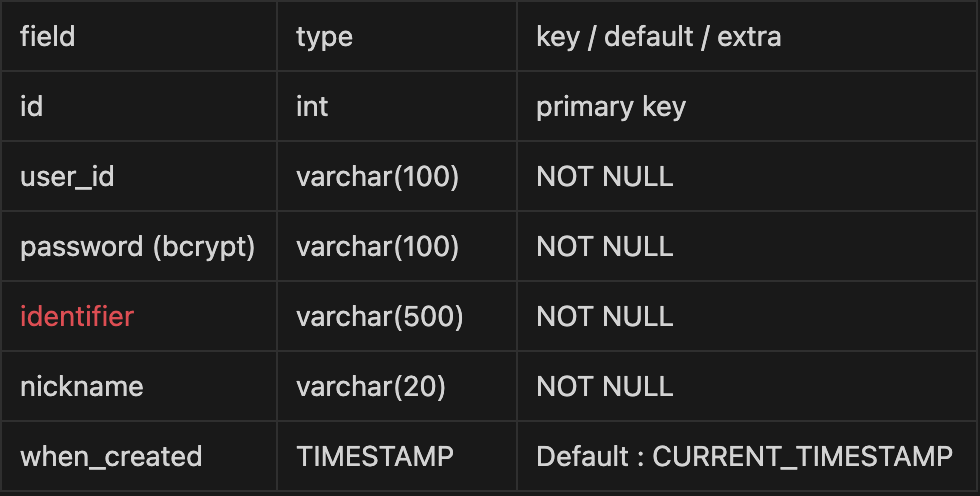 field type key / default / extra
id int primary key
user_id varchar(100) NOT NULL
password (bcrypt) varchar(100) NOT NULL
identifier varchar(500) NOT NULL
nickname varchar(20) NOT NULL
when_created TIMESTAMP Default : CURRENT_TIMESTAMP